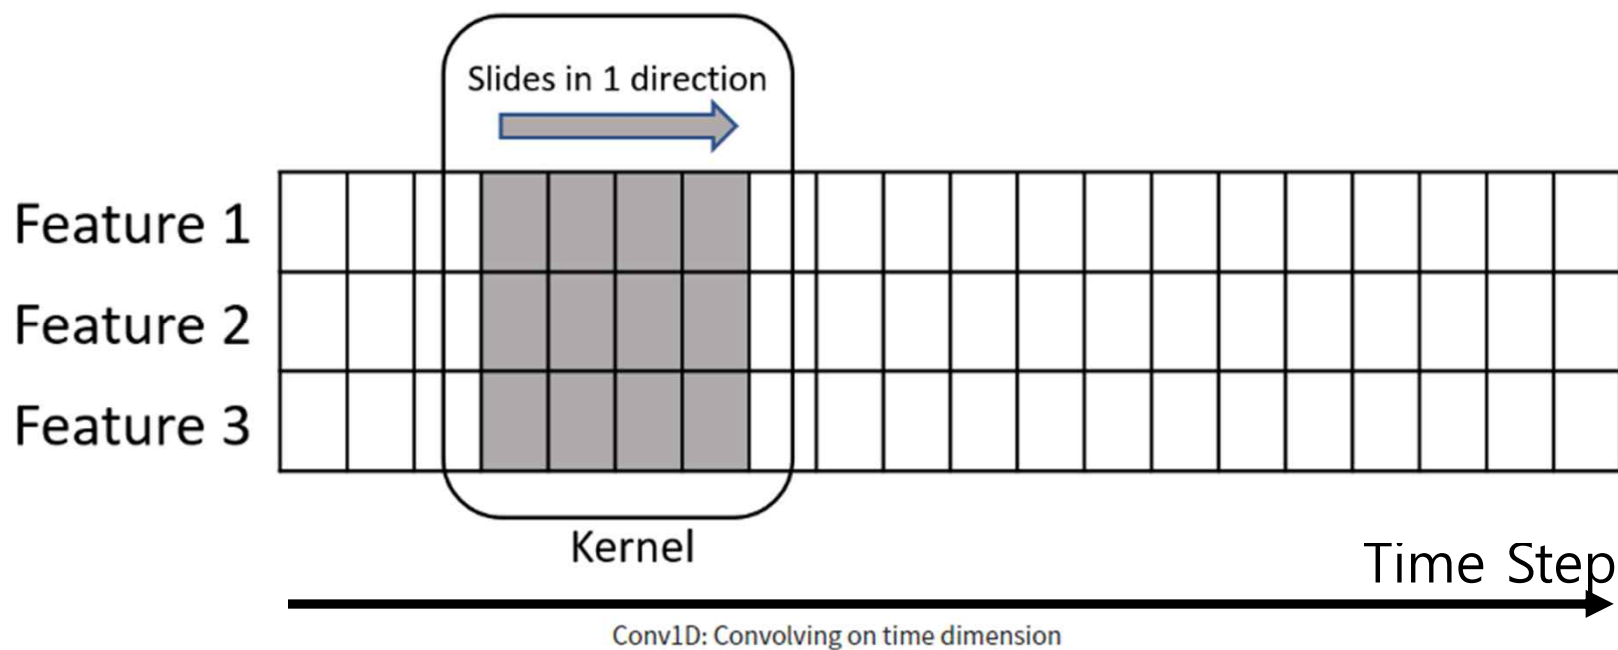 Slides in 1 direction
Feature 1
Feature 2
Feature 3
Kernel
Time Step
Conv1D: Convolving on time dimension